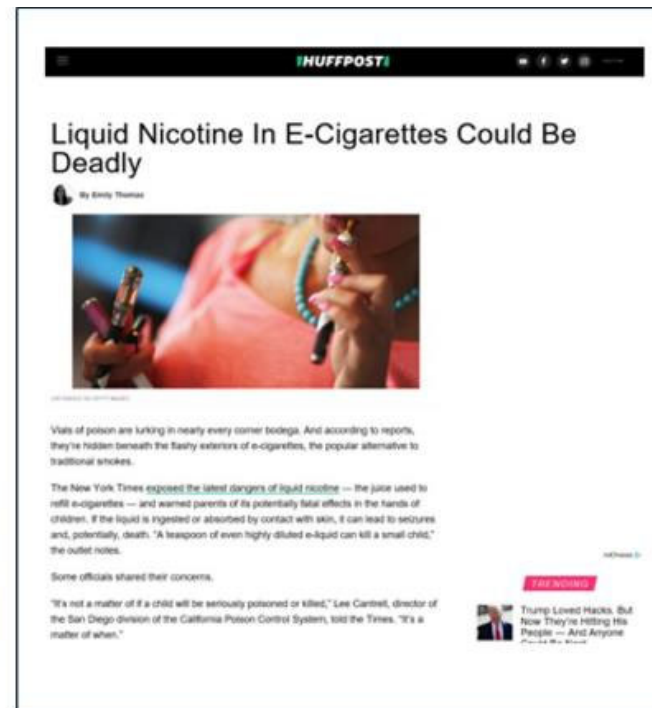 HUFFPOST
Liquid Nicotine In E-Cigarettes Could Be
Deadly
By Emily Thomas
Vials of poison are lurking in nearly every corner bodega. And according to reports,
they're hidden beneath the flashy exteriors of e-cigarettes, the popular alternative to
traditional smokes.
The New York Times exposed the latest dangers of liquid nicotine — the juice used to
refill e-cigarettes — and warned parents of its potentially fatal effects in the hands of
children. If the liquid is ingested or absorbed by contact with skin, it can lead to seizures
and, potentially, death. "A teaspoon of even highly diluted e-liquid can kill a small child,"
the outlet notes.
Some officials shared their concerns.
"It's not a matter of if a child will be seriously poisoned or killed," Lee Cantrell, director of
the San Diego division of the California Poison Control System, told the Times. "It's a
matter of when."
TRENDING
Trump Loved Hacks. But
Now They're Hitting His
People — And Anyone
Could Be Next